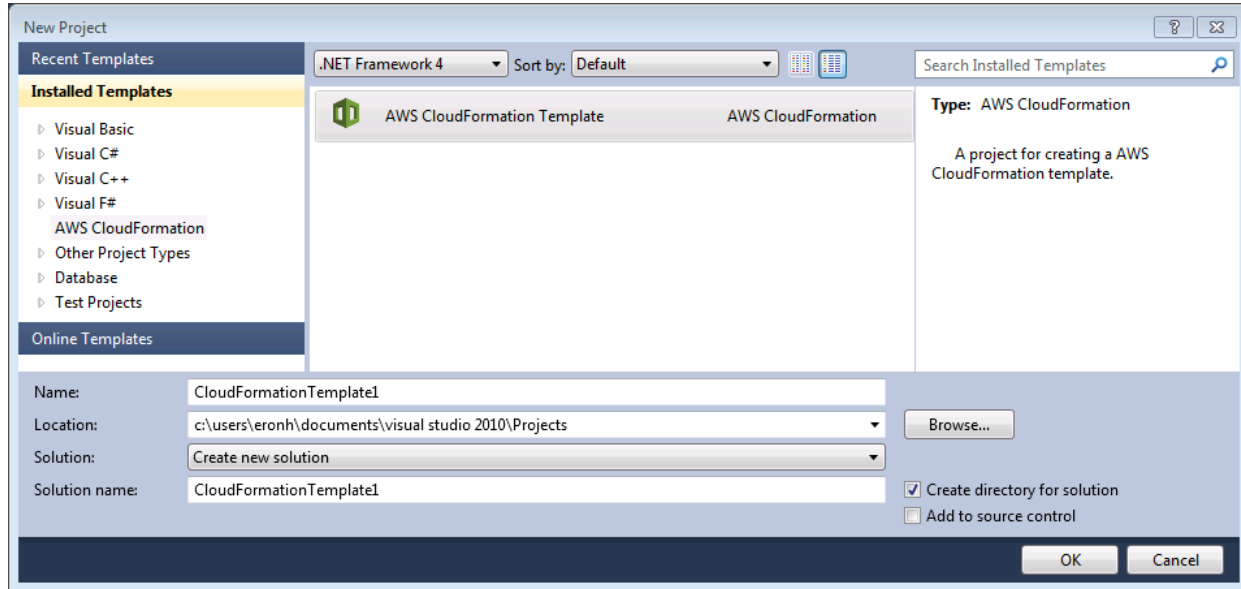 New Project
Recent Templates
Installed Templates
Visual Basic
Visual C#
Visual C++
Visual F#
AWS CloudFormation
Other Project Types
Database
Test Projects
Online Templates
.NET Framework 4 Sort by: Default
AWS CloudFormation Template AWS CloudFormation
Search Installed Templates
Type: AWS CloudFormation
A project for creating a AWS
CloudFormation template.
Name: CloudFormationTemplate1
Location: c:\users\eronh\documents\visual studio 2010\Projects Browse...
Solution: Create new solution
Solution name: CloudFormationTemplate1
Create directory for solution
Add to source control
OK Cancel